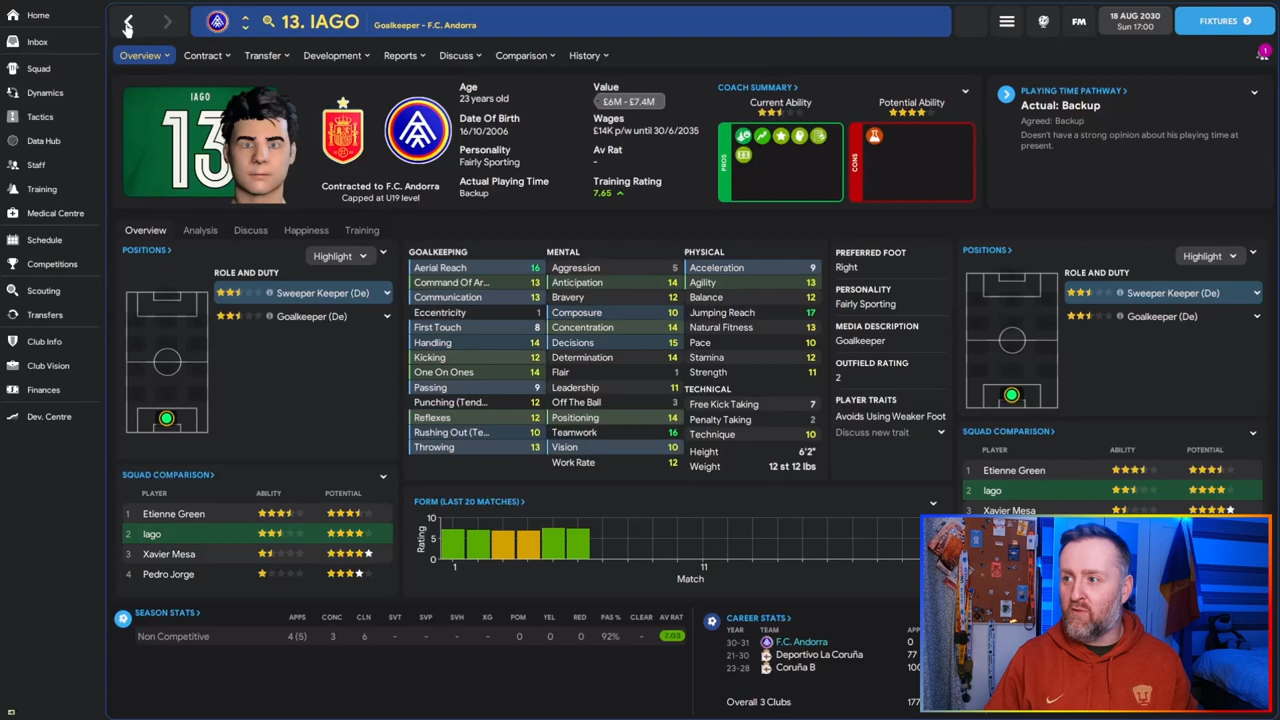 Home
Inbox
Squad
Dynamics
Tactics
Data Hub
Staff
Training
Medical Centre
Schedule
Competitions
Scouting
Transfers
Club Info
Club Vision
Finances
Dev. Centre
13. IAGO
Goalkeeper - F.C. Andorra
FM
18 AUG 2030
Sun 17:00
FIXTURES
1
Overview
Contract
Transfer
Development
Reports
Discuss
Comparison
History
IAGO
13
Contracted to F.C. Andorra
Capped at U19 level
Age
23 years old
Date Of Birth
16/10/2006
Personality
Fairly Sporting
Actual Playing Time
Backup
Value
£6M - £7.4M
Wages
£14K p/w until 30/6/2035
Av Rat
-
Training Rating
7.65
COACH SUMMARY >
Current Ability
Potential Ability
PROS
CONS
PLAYING TIME PATHWAY >
Actual: Backup
Agreed: Backup
Doesn't have a strong opinion about his playing time at present.
Overview
Analysis
Discuss
Happiness
Training
POSITIONS >
Highlight
ROLE AND DUTY
Sweeper Keeper (De)
Goalkeeper (De)
SQUAD COMPARISON >
PLAYER ABILITY POTENTIAL
1 Etienne Green
2 Iago
3 Xavier Mesa
4 Pedro Jorge
GOALKEEPING
Aerial Reach 16
Command Of Ar... 13
Communication 13
Eccentricity 1
First Touch 8
Handling 14
Kicking 12
One On Ones 14
Passing 9
Punching (Tend... 12
Reflexes 12
Rushing Out (Te... 10
Throwing 13
MENTAL
Aggression 5
Anticipation 14
Bravery 12
Composure 10
Concentration 14
Decisions 15
Determination 14
Flair 1
Leadership 11
Off The Ball 3
Positioning 14
Teamwork 16
Vision 10
Work Rate 12
PHYSICAL
Acceleration 9
Agility 13
Balance 12
Jumping Reach 17
Natural Fitness 13
Pace 10
Stamina 12
Strength 11
TECHNICAL
Free Kick Taking 7
Penalty Taking 2
Technique 10
Height 6'2"
Weight 12 st 12 lbs
PREFERRED FOOT
Right
PERSONALITY
Fairly Sporting
MEDIA DESCRIPTION
Goalkeeper
OUTFIELD RATING
2
PLAYER TRAITS
Avoids Using Weaker Foot
Discuss new trait
POSITIONS >
Highlight
ROLE AND DUTY
Sweeper Keeper (De)
Goalkeeper (De)
SQUAD COMPARISON >
PLAYER ABILITY POTENTIAL
1 Etienne Green
2 Iago
3 Xavier Mesa
FORM (LAST 20 MATCHES) >
Rating
10
5
0
1
11
Match
SEASON STATS >
APPS CONC CLN SVT SVP SVH XG POM YEL RED PAS % CLEAR AV RAT
Non Competitive 4 (5) 3 6 - - - - 0 0 0 92% - 7.03
CAREER STATS >
YEAR TEAM AP
30-31 F.C. Andorra 0
21-30 Deportivo La Coruña 77
23-28 Coruña B 100
Overall 3 Clubs 177